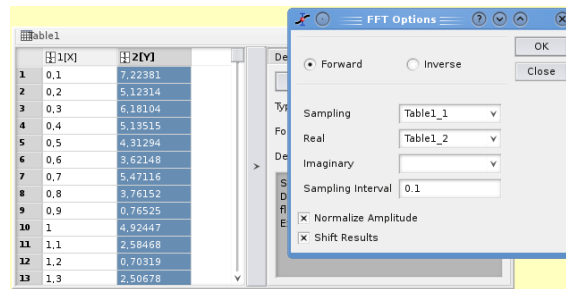 Table1
1[X] 2[Y]
1 0,1 7,22381
2 0,2 5,12314
3 0,3 6,18104
4 0,4 5,13515
5 0,5 4,31294
6 0,6 3,62148
7 0,7 5,47116
8 0,8 3,76152
9 0,9 0,76525
10 1 4,92447
11 1,1 2,58468
12 1,2 0,70319
13 1,3 2,50678
FFT Options
Forward Inverse
OK
Close
Sampling Table1_1
Real Table1_2
Imaginary
Sampling Interval 0.1
Normalize Amplitude
Shift Results